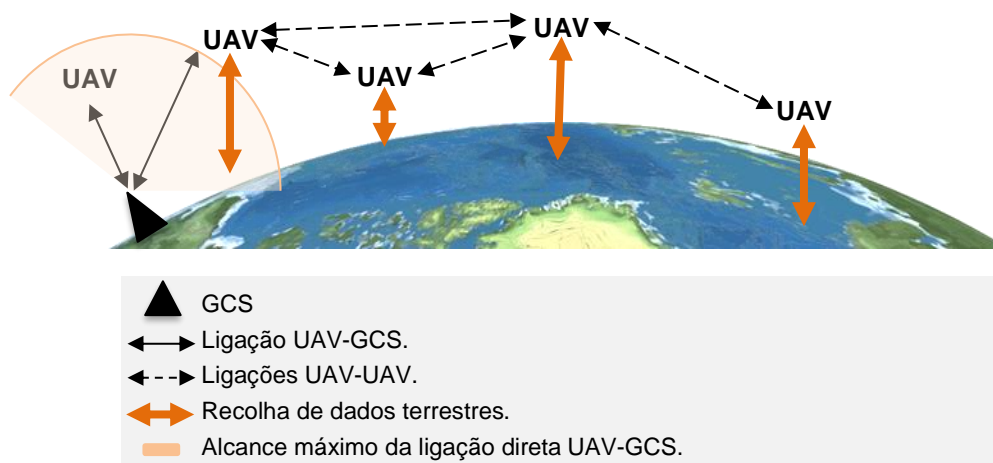 UAV
UAV
UAV
UAV
UAV
GCS
Ligação UAV-GCS.
Ligações UAV-UAV.
Recolha de dados terrestres.
Alcance máximo da ligação direta UAV-GCS.